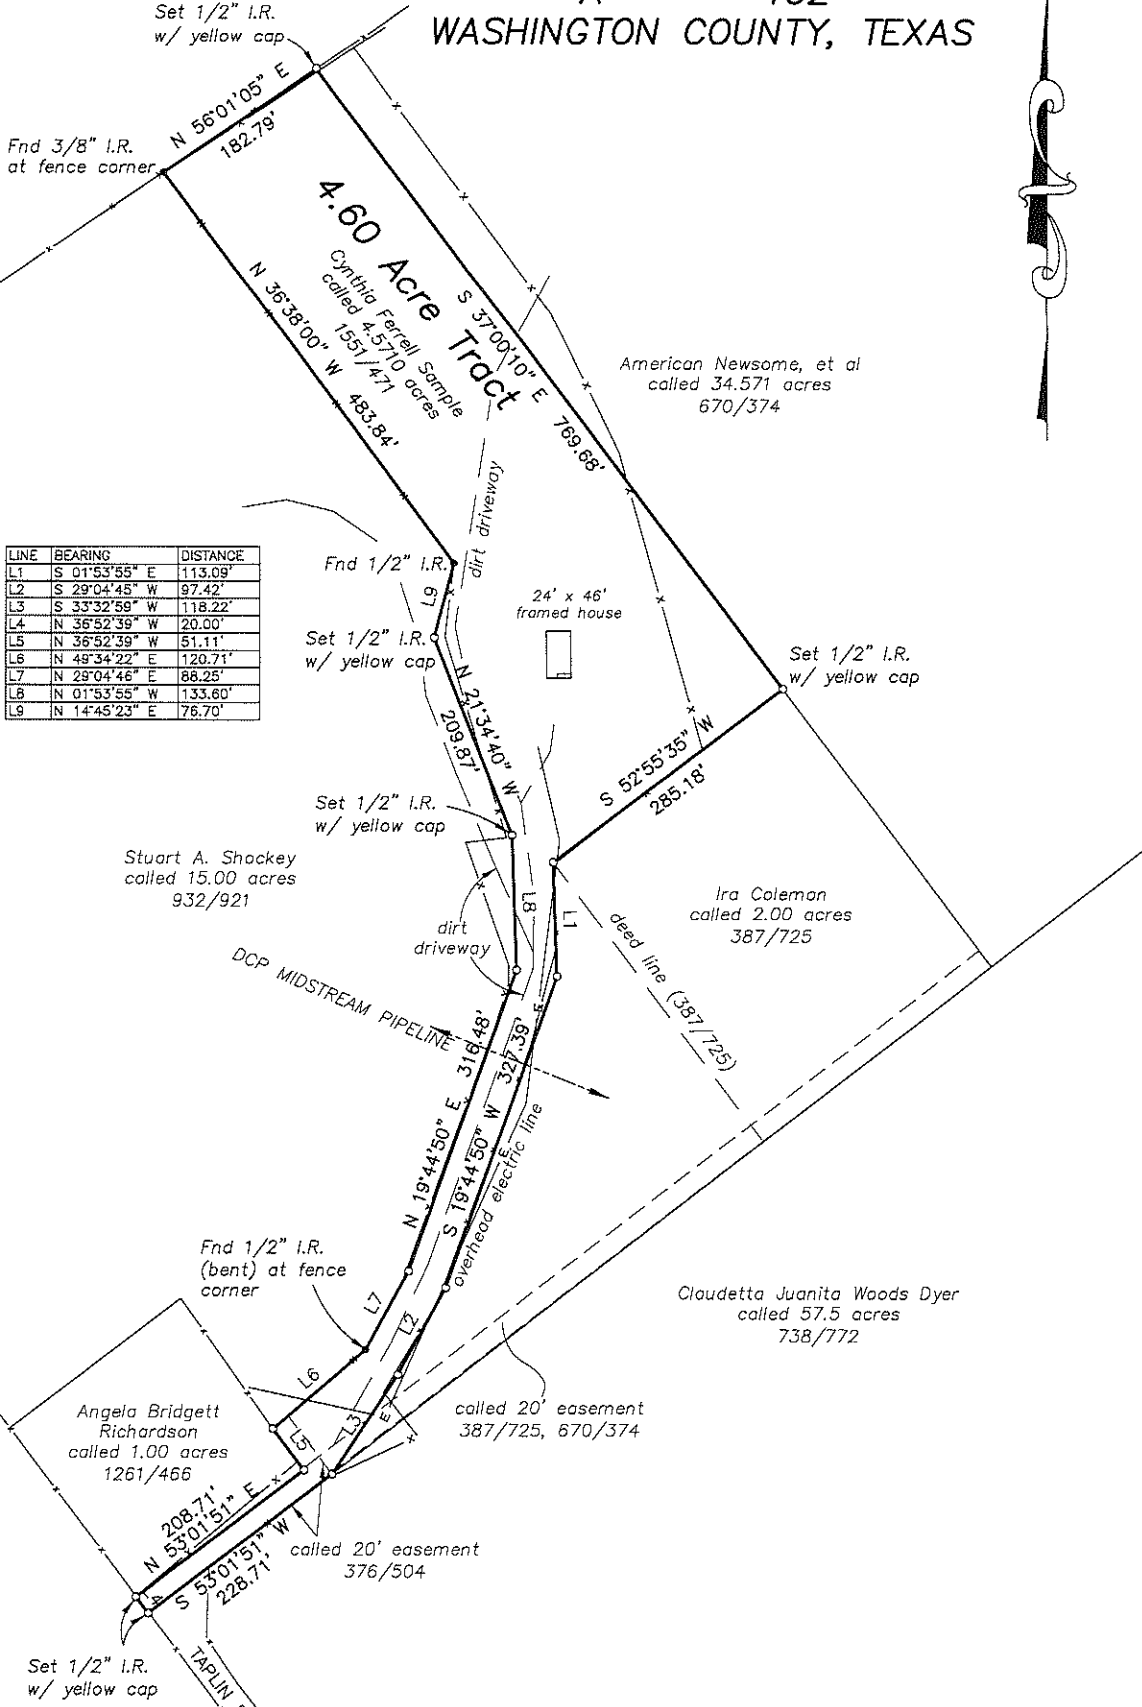 A 102
WASHINGTON COUNTY, TEXAS
Set 1/2" I.R.
w/ yellow cap
N 56°01'05" E
182.79'
Fnd 3/8" I.R.
at fence corner
4.60 Acre Tract
Cynthia Ferrell Sample
called 4.5710 acres
1551/471
N 36°38'00" W 483.84'
S 37°00'10" E 769.68'
American Newsome, et al
called 34.571 acres
670/374
dirt driveway
LINE BEARING DISTANCE
L1 S 01°53'55" E 113.09'
L2 S 29°04'45" W 97.42'
L3 S 33°32'59" W 118.22'
L4 N 36°52'39" W 20.00'
L5 N 36°52'39" W 51.11'
L6 N 49°34'22" E 120.71'
L7 N 29°04'46" E 88.25'
L8 N 01°53'55" W 133.60'
L9 N 14°45'23" E 76.70'
Fnd 1/2" I.R.
L9
24' x 46'
framed house
Set 1/2" I.R.
w/ yellow cap
Set 1/2" I.R.
w/ yellow cap
N 21°34'40" W
209.87'
S 52°55'35" W
285.18'
Set 1/2" I.R.
w/ yellow cap
Stuart A. Shockey
called 15.00 acres
932/921
L8
L1
Ira Coleman
called 2.00 acres
387/725
dirt
driveway
deed line (387/725)
DCP MIDSTREAM PIPELINE
E
N 19°44'50" E 316.48'
S 19°44'50" W 327.39'
E
overhead electric line
Fnd 1/2" I.R.
(bent) at fence
corner
L7
L2
Claudetta Juanita Woods Dyer
called 57.5 acres
738/772
L6
L3
E
L5
called 20' easement
387/725, 670/374
Angela Bridgett
Richardson
called 1.00 acres
1261/466
208.71'
N 53°01'51" E
S 53°01'51" W
228.71'
called 20' easement
376/504
Set 1/2" I.R.
w/ yellow cap
TAPLIN